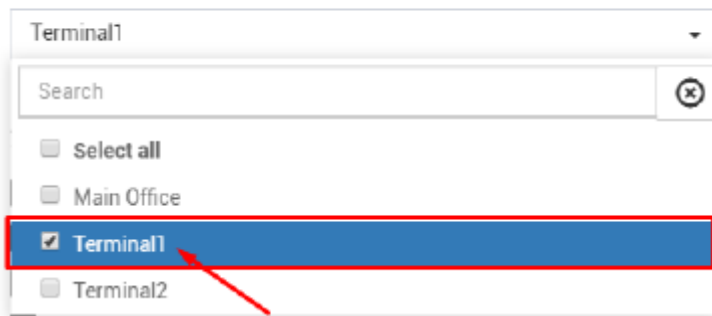 Terminal1
Search
Select all
Main Office
Terminal1
Terminal2